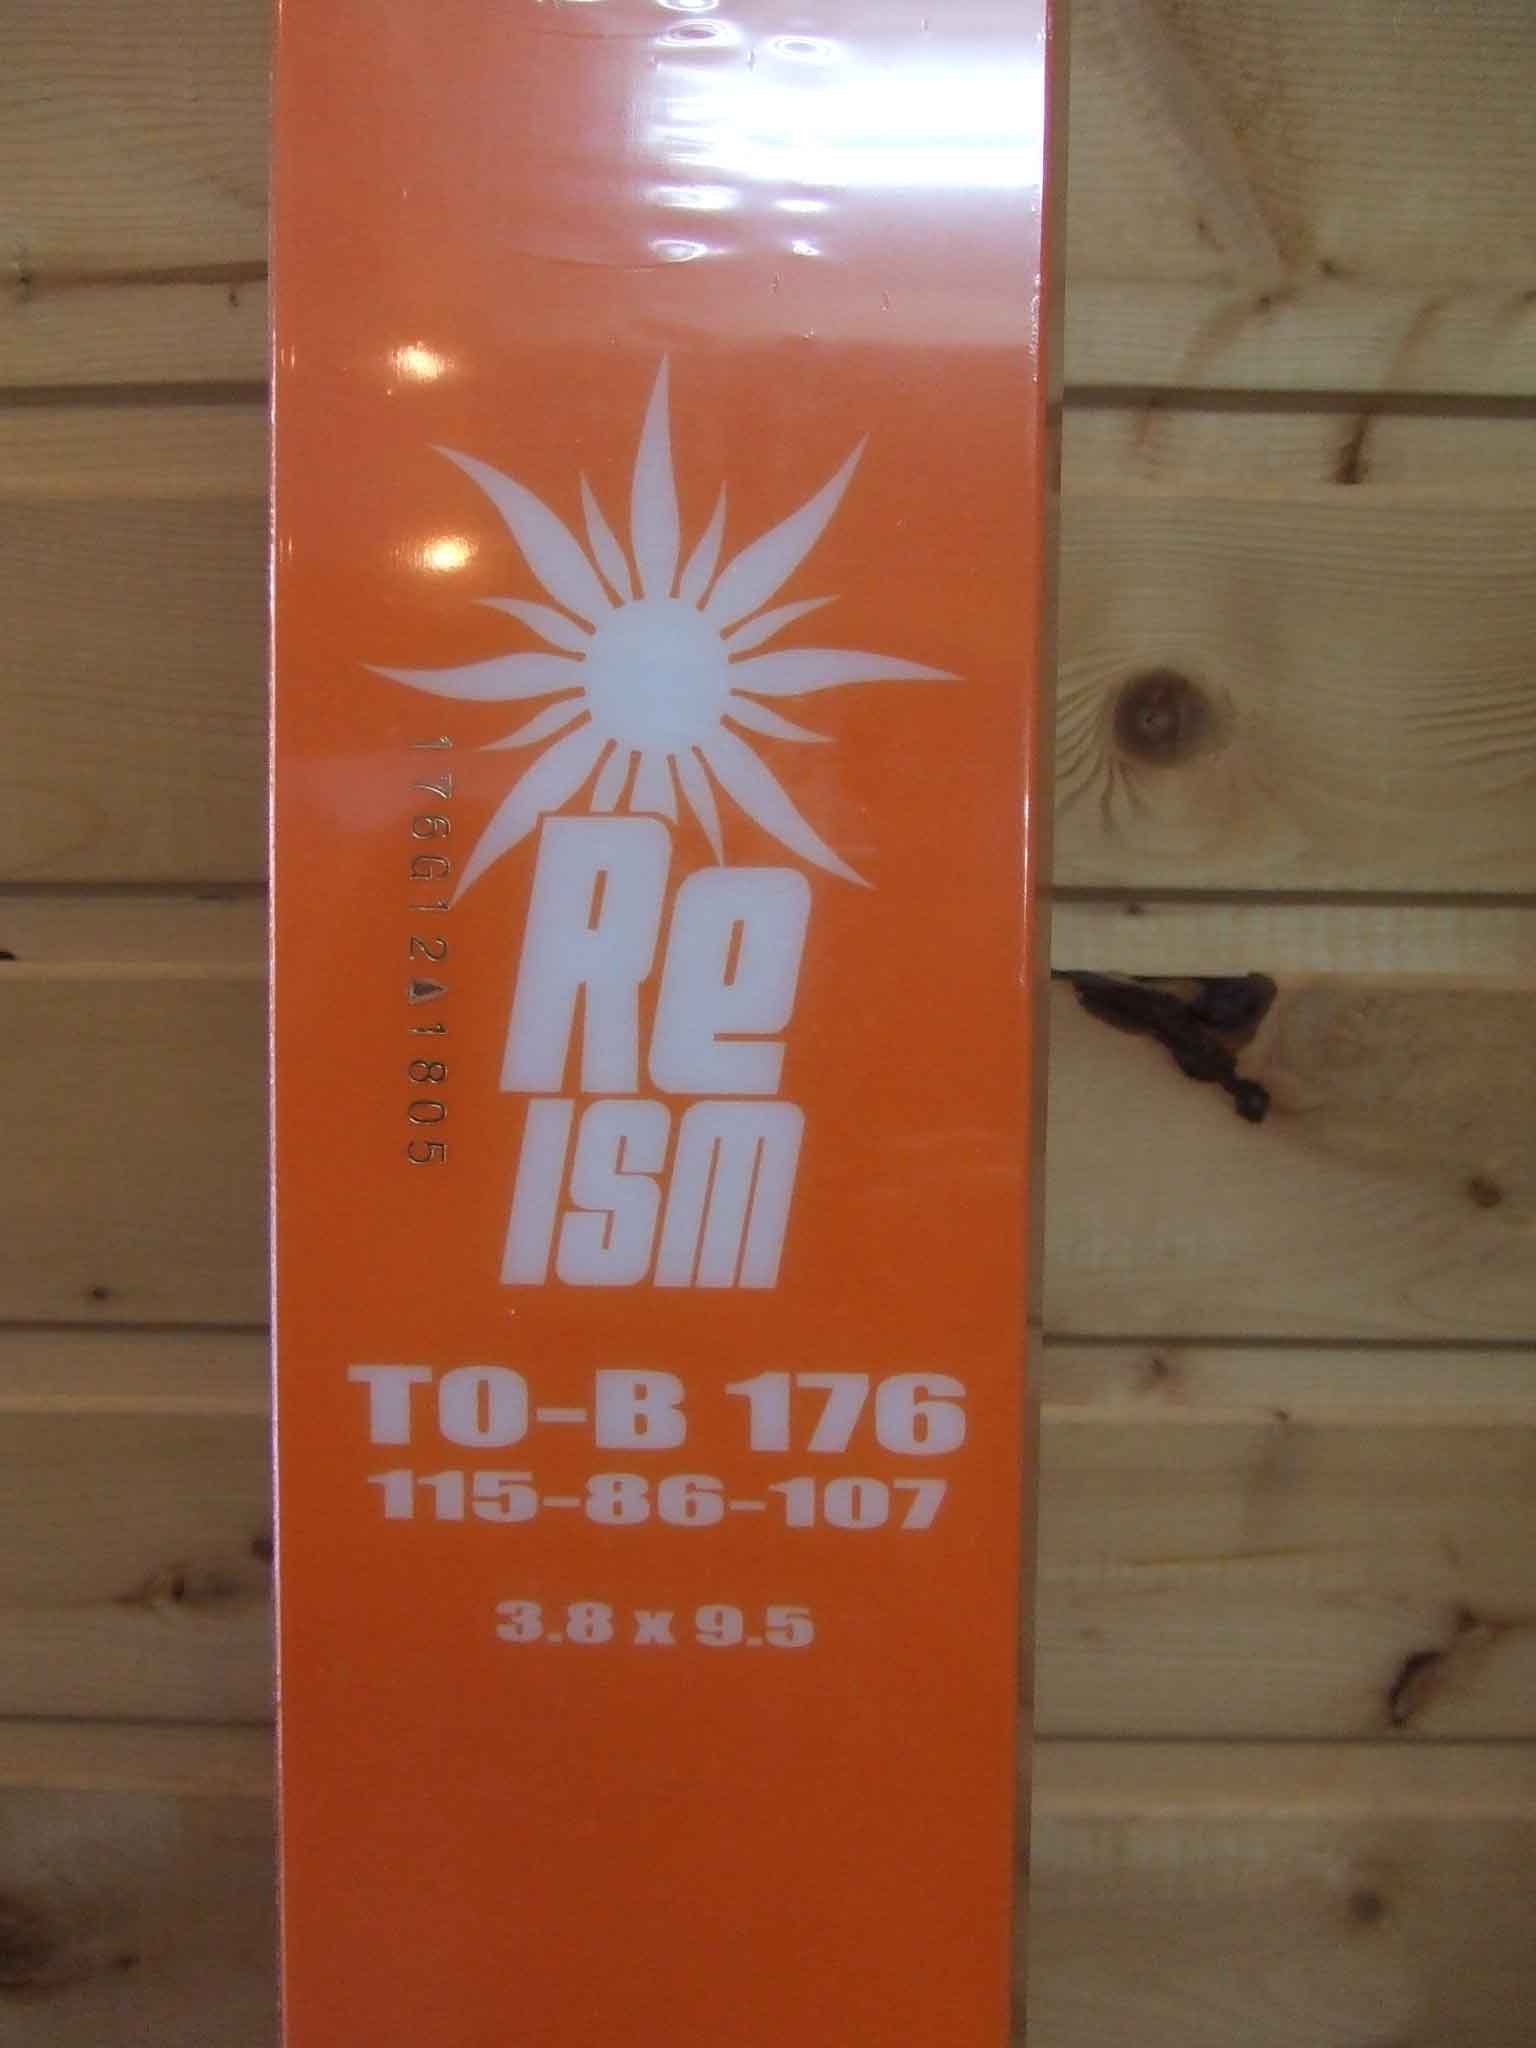 176G12▲1805
Re
ISM
TO-B 176
115-86-107
3.8 x 9.5